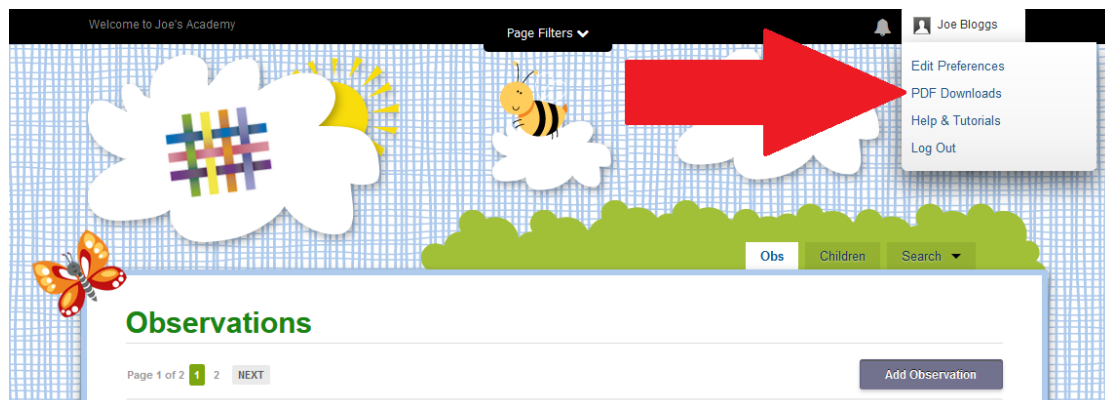 Welcome to Joe's Academy
Page Filters
Joe Bloggs
Edit Preferences
PDF Downloads
Help & Tutorials
Log Out
Obs
Children
Search
Observations
Page 1 of 2 1 2 NEXT
Add Observation